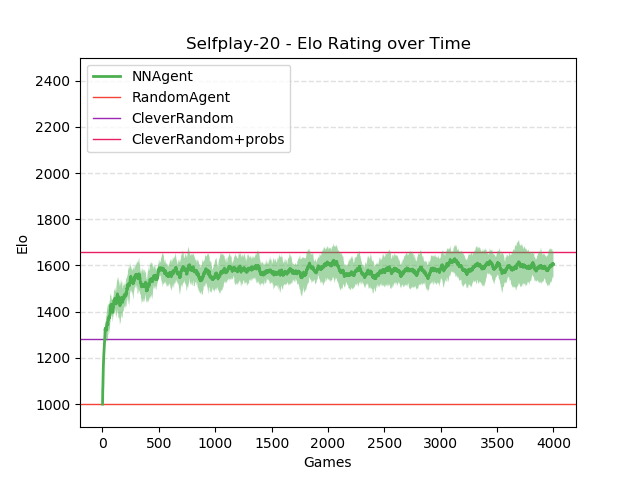 Selfplay-20 - Elo Rating over Time
NNAgent
RandomAgent
CleverRandom
CleverRandom+probs
2400
2200
2000
1800
1600
1400
1200
1000
Elo
0 500 1000 1500 2000 2500 3000 3500 4000
Games